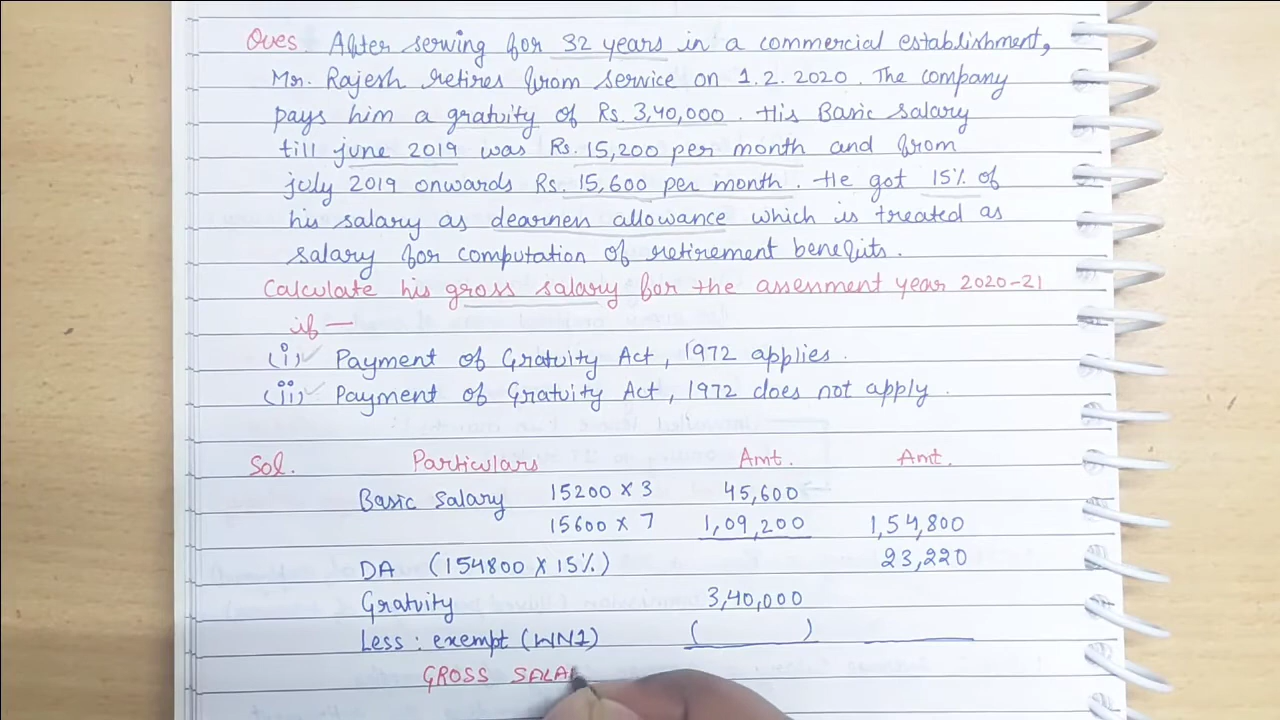 Ques. After serving for 32 years in a commercial establishment,
Mr. Rajesh retires from service on 1.2.2020. The company
pays him a gratuity of Rs. 3,40,000. His Basic salary
till june 2019 was Rs. 15,200 per month and from
july 2019 onwards Rs. 15,600 per month. He got 15% of
his salary as dearness allowance which is treated as
salary for computation of retirement benefits.
Calculate his gross salary for the assessment year 2020-21
if —
(i) Payment of Gratuity Act, 1972 applies.
(ii) Payment of Gratuity Act, 1972 does not apply.
Sol. Particulars Amt. Amt.
Basic Salary 15200 x 3 45,600
15600 x 7 1,09,200 1,54,800
DA (154800 x 15%) 23,220
Gratuity 3,40,000
Less : exempt (WN1) ( )
GROSS SALA